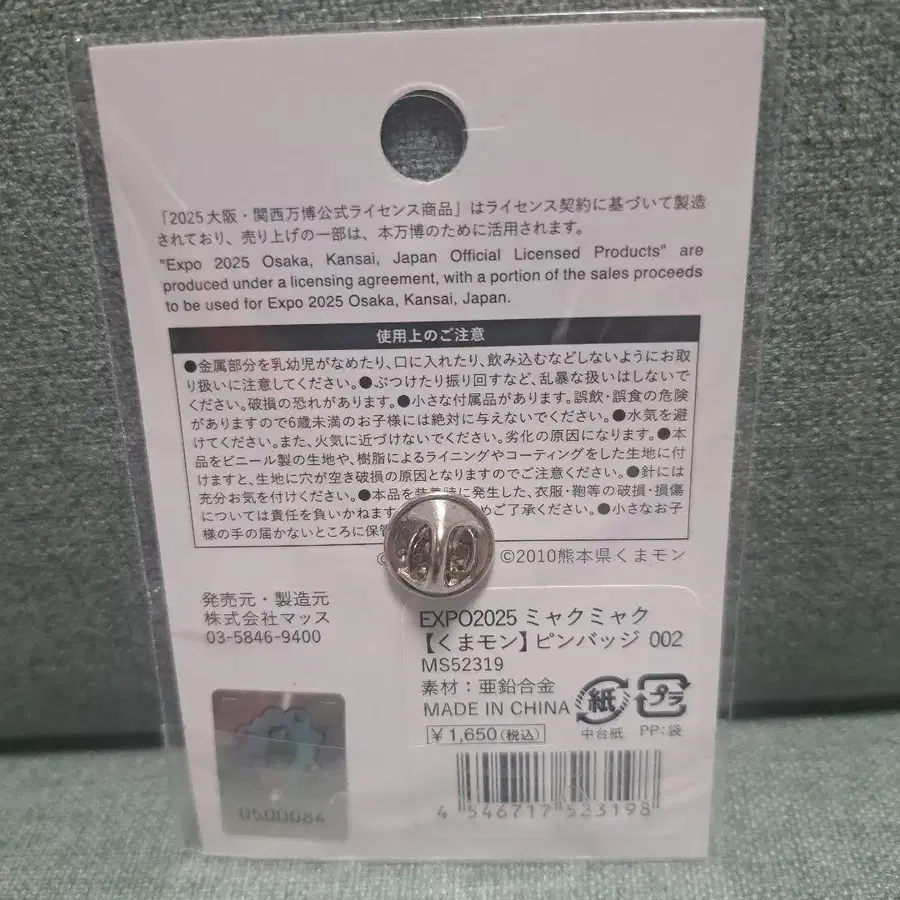 「2025大阪・関西万博公式ライセンス商品」はライセンス契約に基づいて製造
されており、売り上げの一部は、本万博のために活用されます。
"Expo 2025 Osaka, Kansai, Japan Official Licensed Products" are
produced under a licensing agreement, with a portion of the sales proceeds
to be used for Expo 2025 Osaka, Kansai, Japan.
使用上のご注意
●金属部分を乳幼児がなめたり、口に入れたり、飲み込むなどしないようにお取
り扱いに注意してください。●ぶつけたり振り回すなど、乱暴な扱いはしないで
ください。破損の恐れがあります。●小さな付属品があります。誤飲・誤食の危険
がありますので6歳未満のお子様には絶対に与えないでください。●水気を避
けてください。また、火気に近づけないでください。劣化の原因になります。●本
品をビニール製の生地や、樹脂によるライニングやコーティングをした生地に付
けますと、生地に穴が空き破損の原因となりますのでご注意ください。●針には
充分お気を付けください。●本品を装着時に発生した、衣服・鞄等の破損・損傷
については責任を負いかねます めご了承ください。●小さなお子
様の手の届かないところに保管
©2010熊本県くまモン
発売元・製造元
株式会社マッス
03-5846-9400
EXPO2025 ミャクミャク
【くまモン】ピンバッジ 002
MS52319
素材：亜鉛合金
MADE IN CHINA
紙
プラ
中台紙 PP:袋
¥1,650(税込)
4 546717 523198
0500084